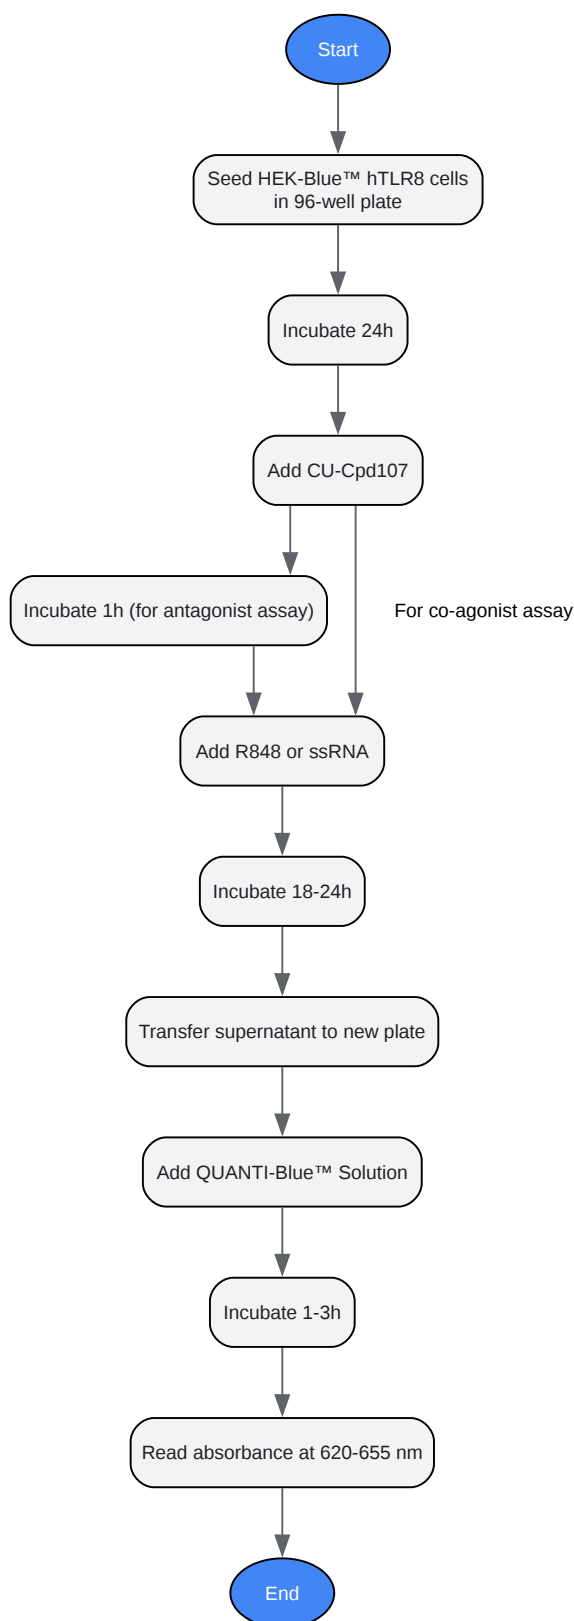 Start
Seed HEK-Blue™ hTLR8 cells
in 96-well plate
Incubate 24h
Add CU-Cpd107
Incubate 1h (for antagonist assay)
For co-agonist assay
Add R848 or ssRNA
Incubate 18-24h
Transfer supernatant to new plate
Add QUANTI-Blue™ Solution
Incubate 1-3h
Read absorbance at 620-655 nm
End